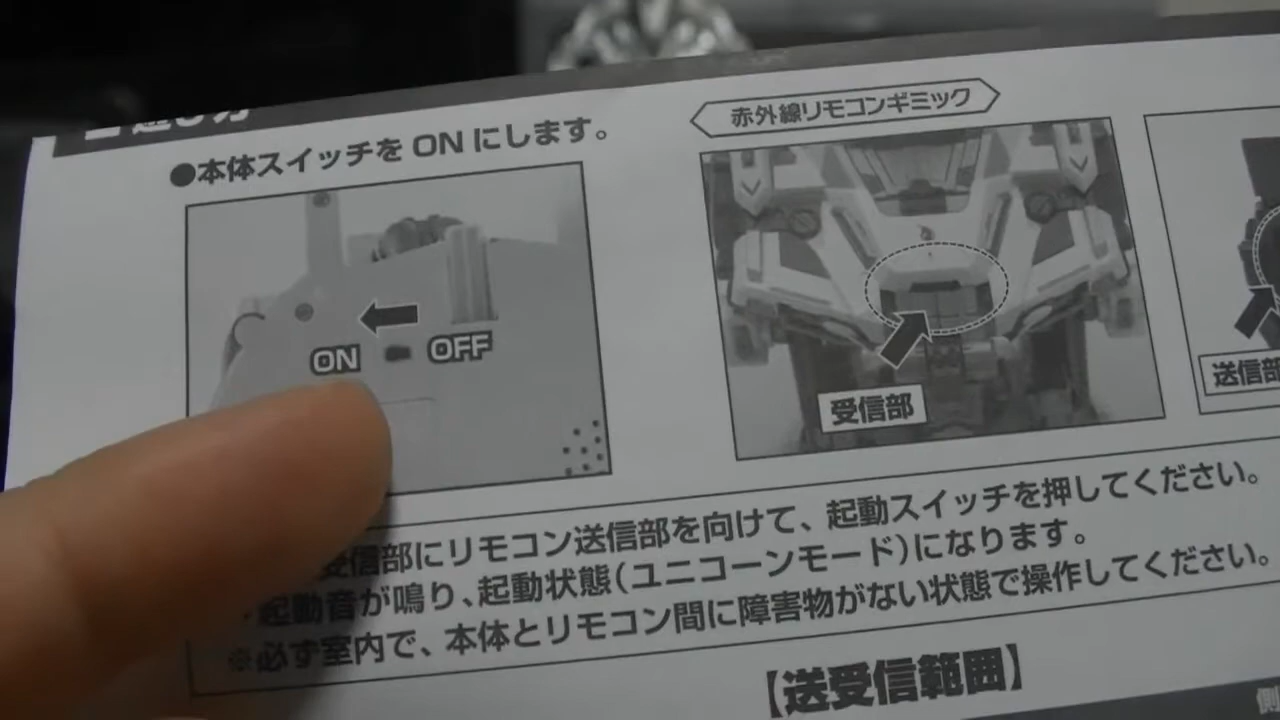 遊び方
●本体スイッチをONにします。
赤外線リモコンギミック
ON
OFF
受信部
送信部
受信部にリモコン送信部を向けて、起動スイッチを押してください。
起動音が鳴り、起動状態(ユニコーンモード)になります。
※必ず室内で、本体とリモコン間に障害物がない状態で操作してください。
【送受信範囲】
側